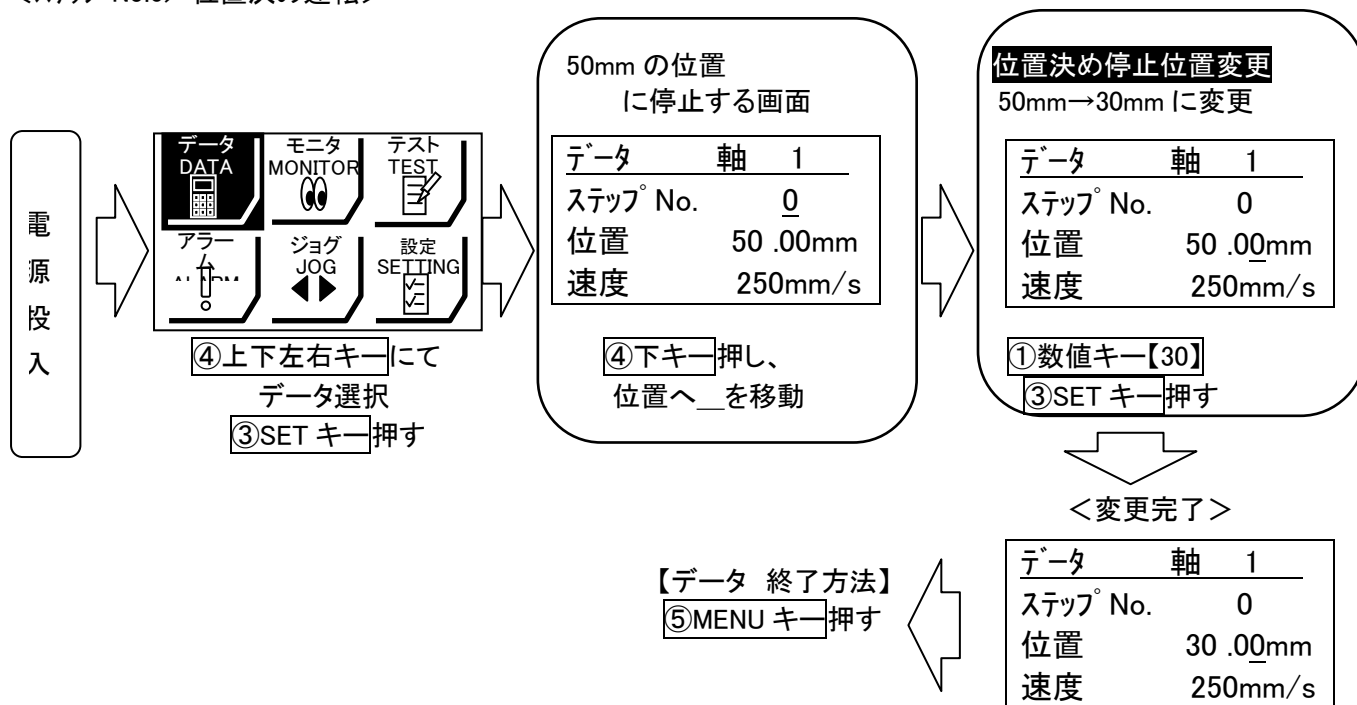 電源投入
データ
DATA
モニタ
MONITOR
テスト
TEST
アラーム
ジョグ
JOG
設定
SETTING
④上下左右キーにて
データ選択
③SET キー押す
50mm の位置
に停止する画面
データ 軸 1
ステップ No. 0
位置 50 .00mm
速度 250mm/s
④下キー押し、
位置へ__を移動
位置決め停止位置変更
50mm→30mm に変更
データ 軸 1
ステップ No. 0
位置 50 .00mm
速度 250mm/s
①数値キー【30】
③SET キー押す
＜変更完了＞
データ 軸 1
ステップ No. 0
位置 30 .00mm
速度 250mm/s
【データ 終了方法】
⑤MENU キー押す